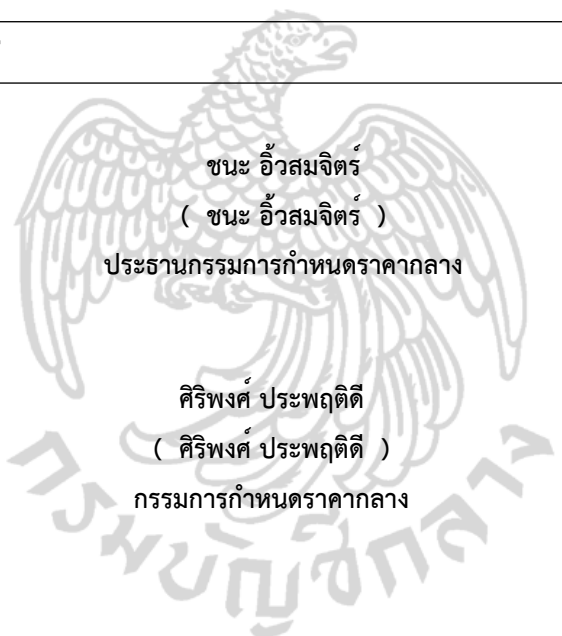 ชนะ อิ้วสมจิตร์
( ชนะ อิ้วสมจิตร์ )
ประธานกรรมการกำหนดราคากลาง
ศิริพงศ์ ประพฤติดี
( ศิริพงศ์ ประพฤติดี )
กรรมการกำหนดราคากลาง
กรมบัญชีกลาง